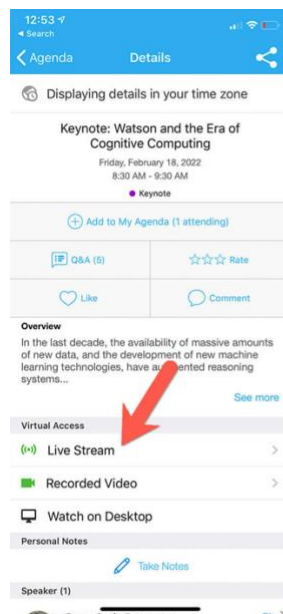 12:53
Search
Agenda
Details
Displaying details in your time zone
Keynote: Watson and the Era of
Cognitive Computing
Friday, February 18, 2022
8:30 AM - 9:30 AM
Keynote
Add to My Agenda (1 attending)
Q&A (5)
Rate
Like
Comment
Overview
In the last decade, the availability of massive amounts
of new data, and the development of new machine
learning technologies, have augmented reasoning
systems...
See more
Virtual Access
Live Stream
Recorded Video
Watch on Desktop
Personal Notes
Take Notes
Speaker (1)